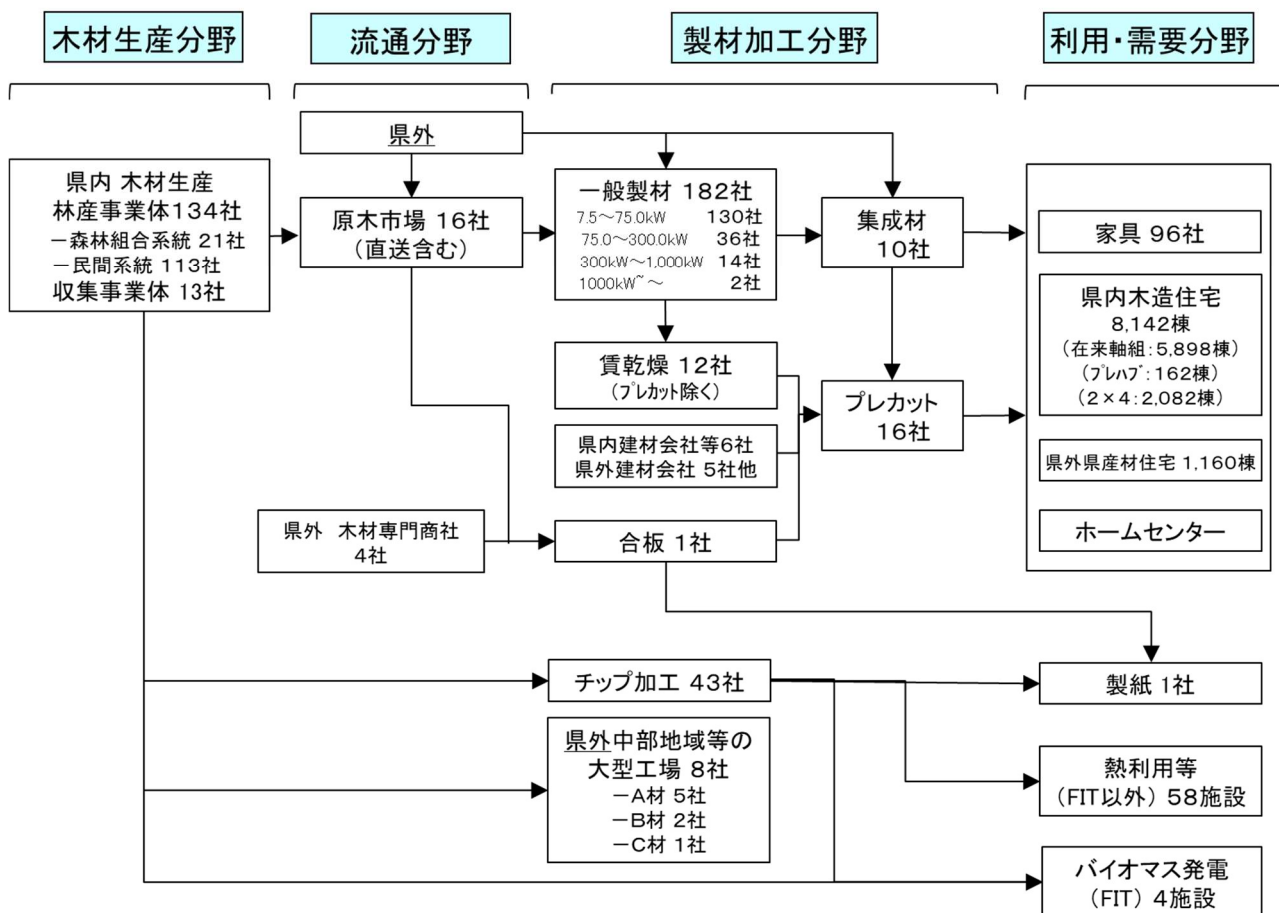 木材生産分野
流通分野
製材加工分野
利用・需要分野
県外
県内 木材生産
林産事業体134社
－森林組合系統 21社
－民間系統 113社
収集事業体 13社
原木市場 16社
(直送含む)
一般製材 182社
7.5～75.0kW 130社
75.0～300.0kW 36社
300kW～1,000kW 14社
1000kW~～ 2社
集成材
10社
家具 96社
県内木造住宅
8,142棟
(在来軸組:5,898棟)
(プレハブ:162棟)
(2×4:2,082棟)
賃乾燥 12社
(プレカット除く)
プレカット
16社
県内建材会社等6社
県外建材会社 5社他
県外県産材住宅 1,160棟
県外 木材専門商社
4社
合板 1社
ホームセンター
チップ加工 43社
製紙 1社
県外中部地域等の
大型工場 8社
－A材 5社
－B材 2社
－C材 1社
熱利用等
(FIT以外) 58施設
バイオマス発電
(FIT) 4施設